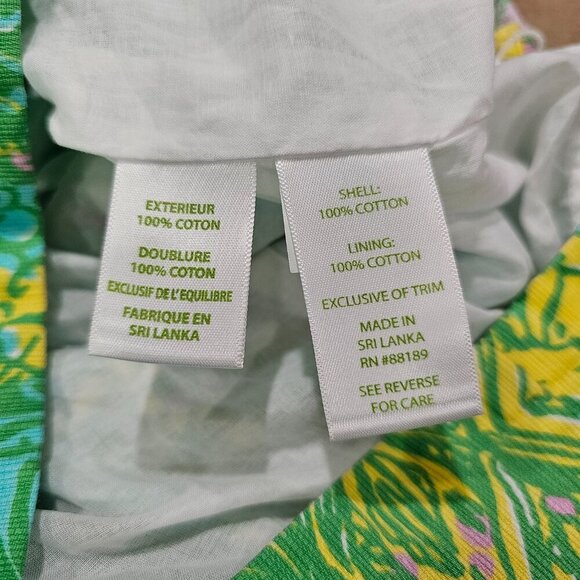 EXTERIEUR
100% COTON
DOUBLURE
100% COTON
EXCLUSIF DE L'EQUILIBRE
FABRIQUE EN
SRI LANKA
SHELL:
100% COTTON
LINING:
100% COTTON
EXCLUSIVE OF TRIM
MADE IN
SRI LANKA
RN #88189
SEE REVERSE
FOR CARE